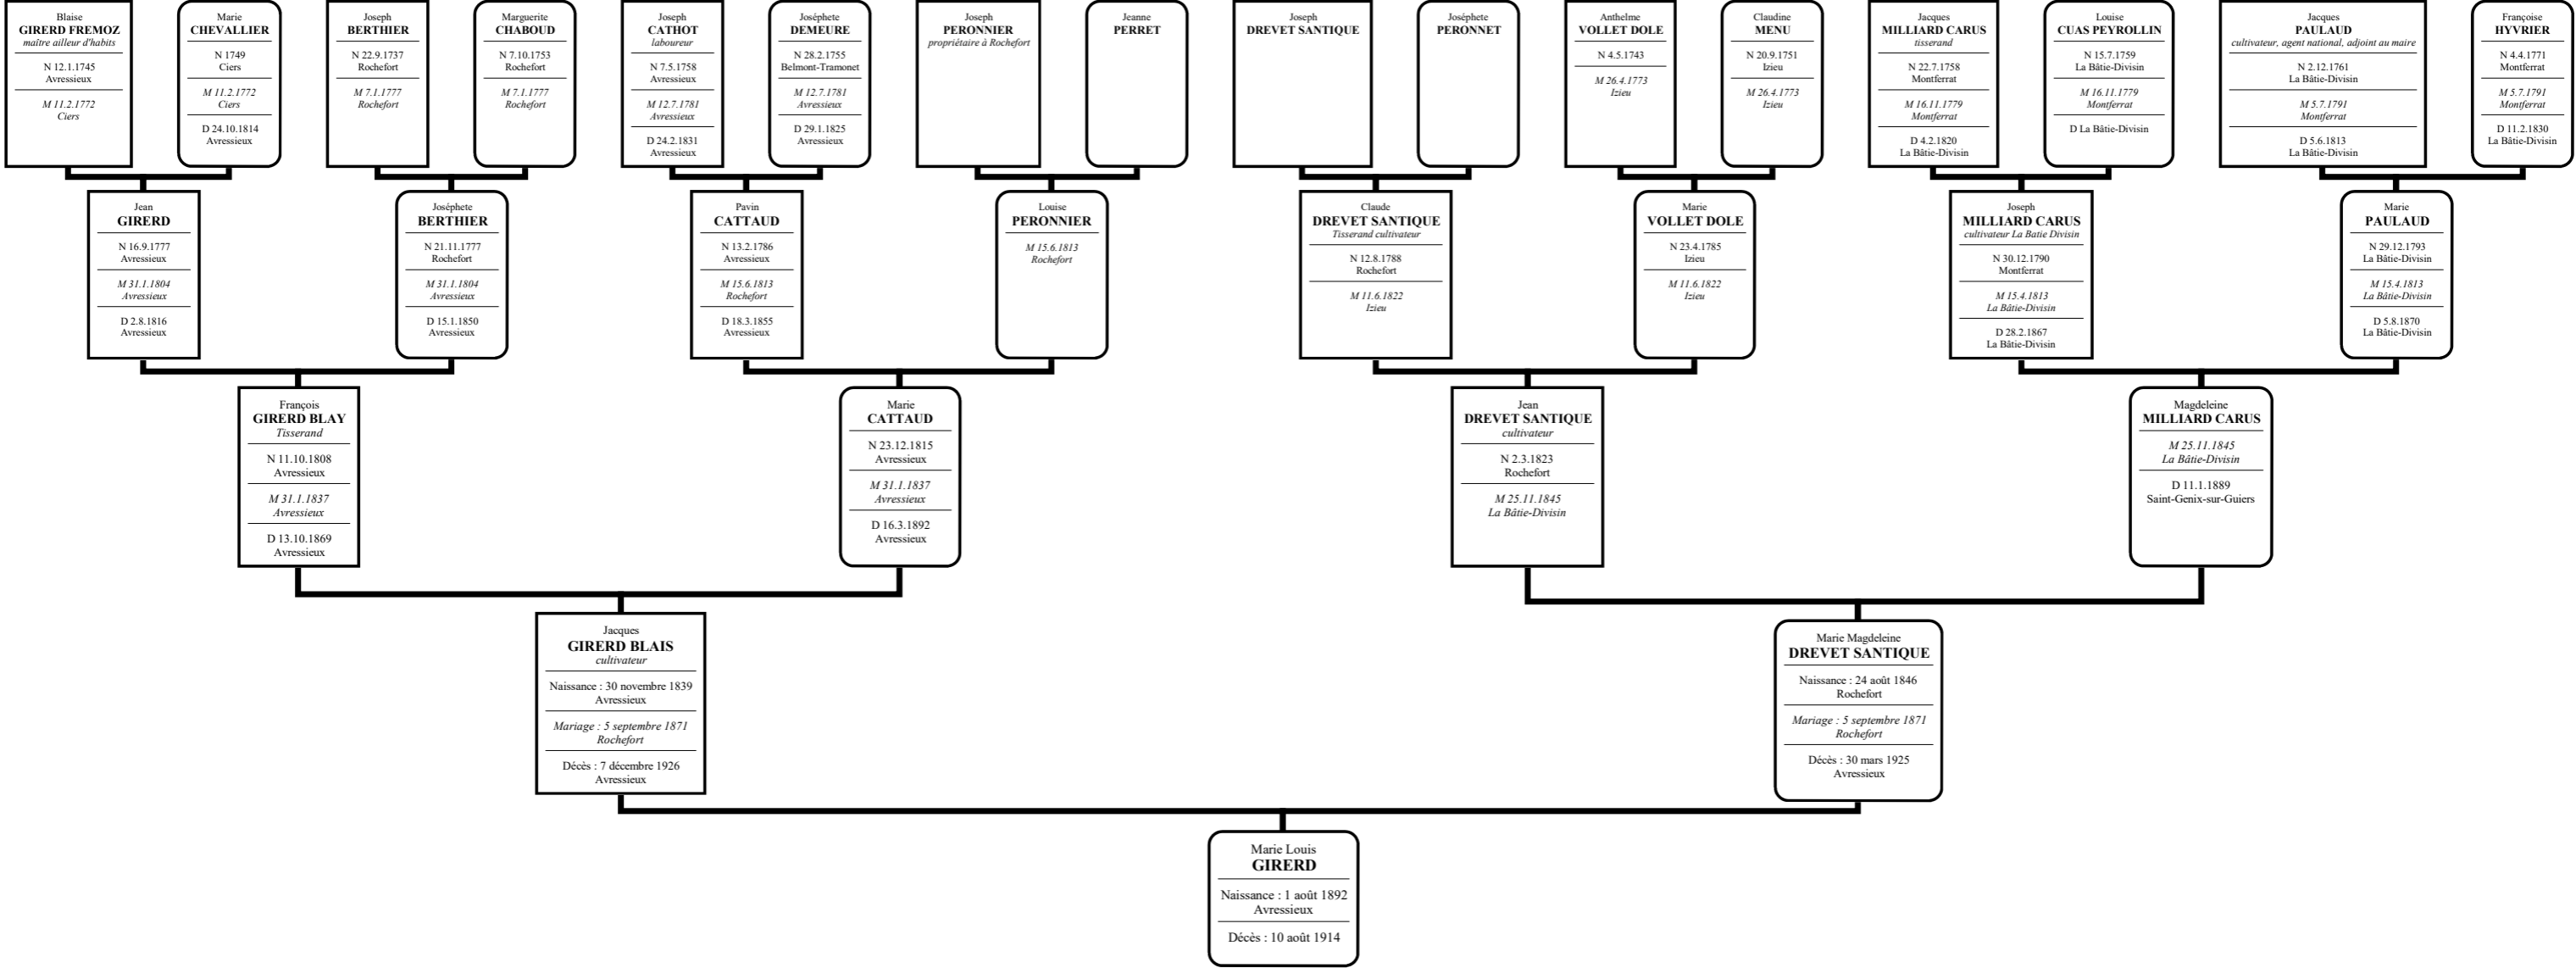 Blaise
GIRERD FREMOZ
maître ailleur d'habits
N 12.1.1745
Avressieux
M 11.2.1772
Ciers
Marie
CHEVALLIER
N 1749
Ciers
M 11.2.1772
Ciers
D 24.10.1814
Avressieux
Joseph
BERTHIER
N 22.9.1737
Rochefort
M 7.1.1777
Rochefort
Marguerite
CHABOUD
N 7.10.1753
Rochefort
M 7.1.1777
Rochefort
Joseph
CATHOT
laboureur
N 7.5.1758
Avressieux
M 12.7.1781
Avressieux
D 24.2.1831
Avressieux
Joséphete
DEMEURE
N 28.2.1755
Belmont-Tramonet
M 12.7.1781
Avressieux
D 29.1.1825
Avressieux
Joseph
PERONNIER
propriétaire à Rochefort
Jeanne
PERRET
Joseph
DREVET SANTIQUE
Joséphete
PERONNET
Anthelme
VOLLET DOLE
N 4.5.1743
M 26.4.1773
Izieu
Claudine
MENU
N 20.9.1751
Izieu
M 26.4.1773
Izieu
Jacques
MILLIARD CARUS
tisserand
N 22.7.1758
Montferrat
M 16.11.1779
Montferrat
D 4.2.1820
La Bâtie-Divisin
Louise
CUAS PEYROLLIN
N 15.7.1759
La Bâtie-Divisin
M 16.11.1779
Montferrat
D La Bâtie-Divisin
Jacques
PAULAUD
cultivateur, agent national, adjoint au maire
N 2.12.1761
La Bâtie-Divisin
M 5.7.1791
Montferrat
D 5.6.1813
La Bâtie-Divisin
Françoise
HYVRIER
N 4.4.1771
Montferrat
M 5.7.1791
Montferrat
D 11.2.1830
La Bâtie-Divisin
Jean
GIRERD
N 16.9.1777
Avressieux
M 31.1.1804
Avressieux
D 2.8.1816
Avressieux
Joséphete
BERTHIER
N 21.11.1777
Rochefort
M 31.1.1804
Avressieux
D 15.1.1850
Avressieux
Pavin
CATTAUD
N 13.2.1786
Avressieux
M 15.6.1813
Rochefort
D 18.3.1855
Avressieux
Louise
PERONNIER
M 15.6.1813
Rochefort
Claude
DREVET SANTIQUE
Tisserand cultivateur
N 12.8.1788
Rochefort
M 11.6.1822
Izieu
Marie
VOLLET DOLE
N 23.4.1785
Izieu
M 11.6.1822
Izieu
Joseph
MILLIARD CARUS
cultivateur La Batie Divisin
N 30.12.1790
Montferrat
M 15.4.1813
La Bâtie-Divisin
D 28.2.1867
La Bâtie-Divisin
Marie
PAULAUD
N 29.12.1793
La Bâtie-Divisin
M 15.4.1813
La Bâtie-Divisin
D 5.8.1870
La Bâtie-Divisin
François
GIRERD BLAY
Tisserand
N 11.10.1808
Avressieux
M 31.1.1837
Avressieux
D 13.10.1869
Avressieux
Marie
CATTAUD
N 23.12.1815
Avressieux
M 31.1.1837
Avressieux
D 16.3.1892
Avressieux
Jean
DREVET SANTIQUE
cultivateur
N 2.3.1823
Rochefort
M 25.11.1845
La Bâtie-Divisin
Magdeleine
MILLIARD CARUS
M 25.11.1845
La Bâtie-Divisin
D 11.1.1889
Saint-Genix-sur-Guiers
Jacques
GIRERD BLAIS
cultivateur
Naissance : 30 novembre 1839
Avressieux
Mariage : 5 septembre 1871
Rochefort
Décès : 7 décembre 1926
Avressieux
Marie Magdeleine
DREVET SANTIQUE
Naissance : 24 août 1846
Rochefort
Mariage : 5 septembre 1871
Rochefort
Décès : 30 mars 1925
Avressieux
Marie Louis
GIRERD
Naissance : 1 août 1892
Avressieux
Décès : 10 août 1914